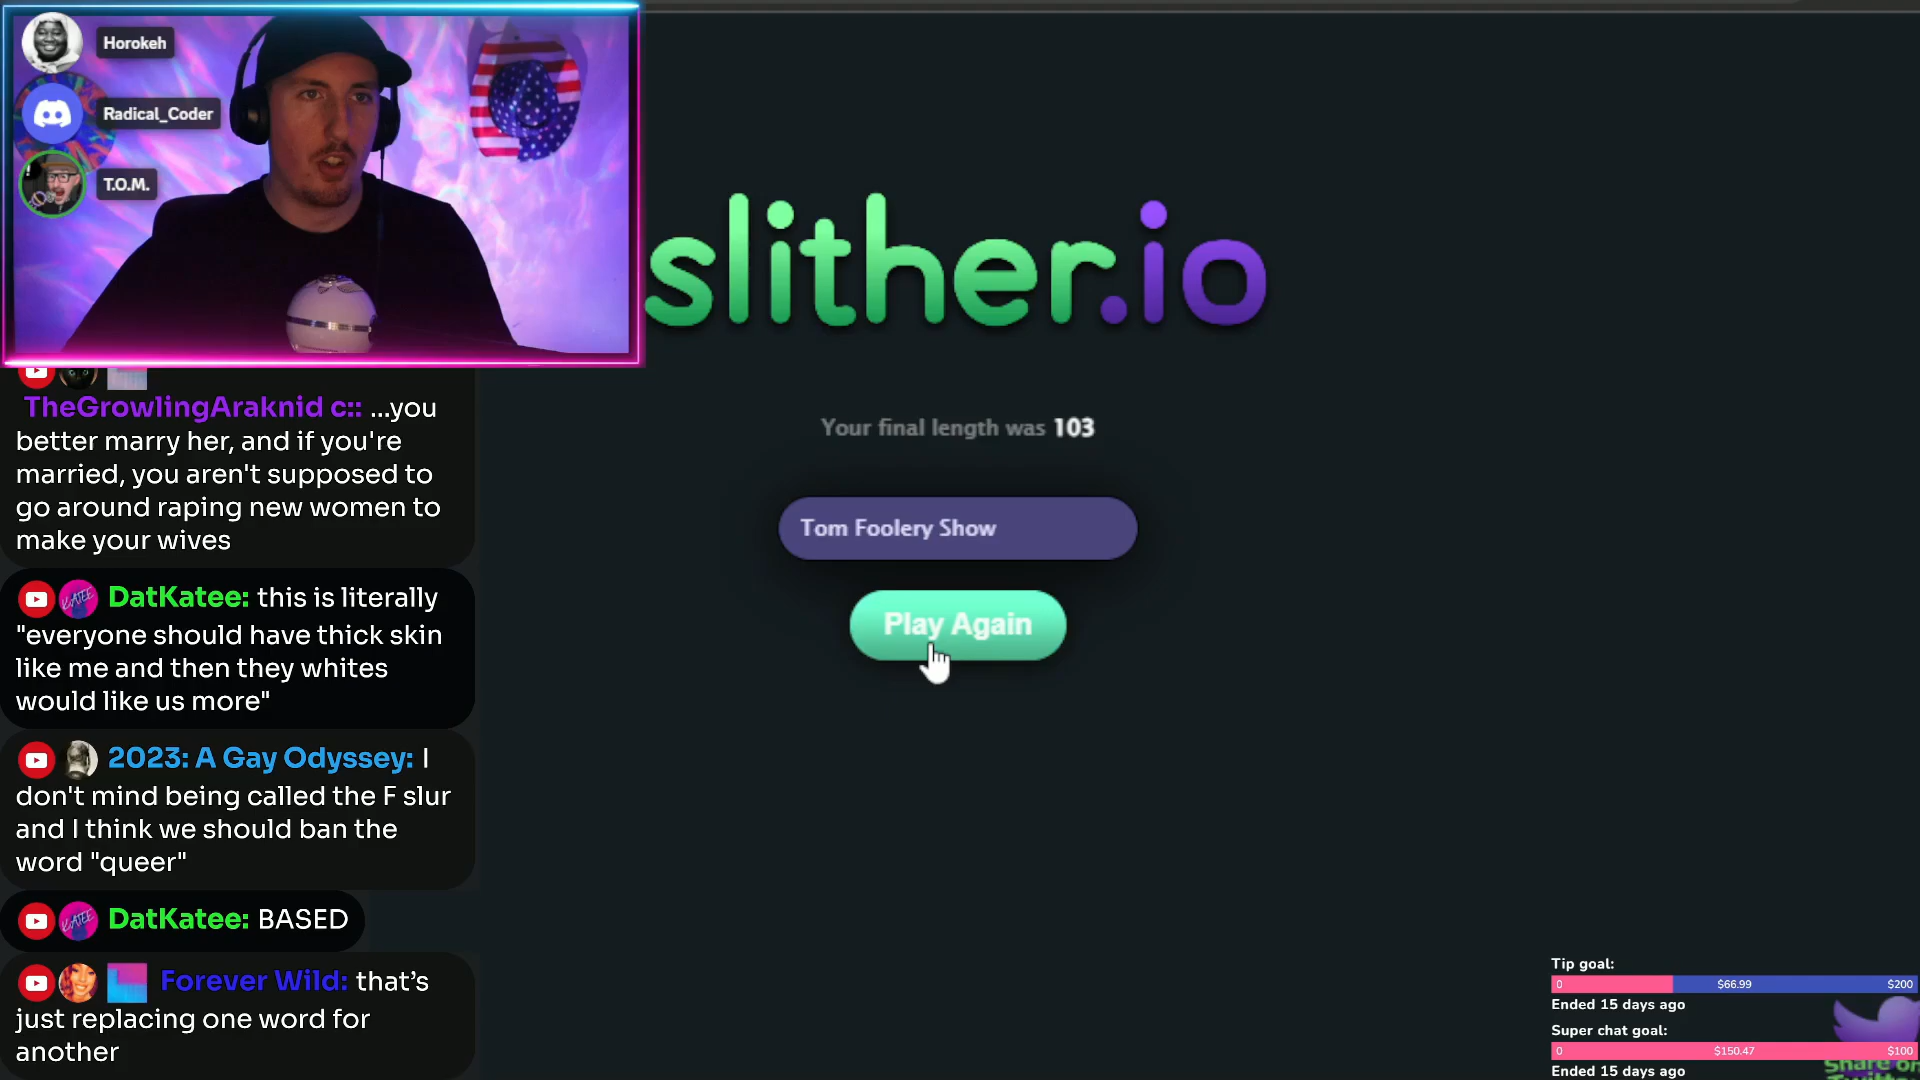 Horokeh
Radical_Coder
T.O.M.
slither.io
Your final length was 103
Tom Foolery Show
Play Again
TheGrowlingAraknid c:: ...you
better marry her, and if you're
married, you aren't supposed to
go around raping new women to
make your wives
DatKatee: this is literally
"everyone should have thick skin
like me and then they whites
would like us more"
2023: A Gay Odyssey: I
don't mind being called the F slur
and I think we should ban the
word "queer"
DatKatee: BASED
Forever Wild: that's
just replacing one word for
another
Tip goal:
0 $66.99 $200
Ended 15 days ago
Super chat goal:
0 $150.47 $100
Ended 15 days ago
Share on